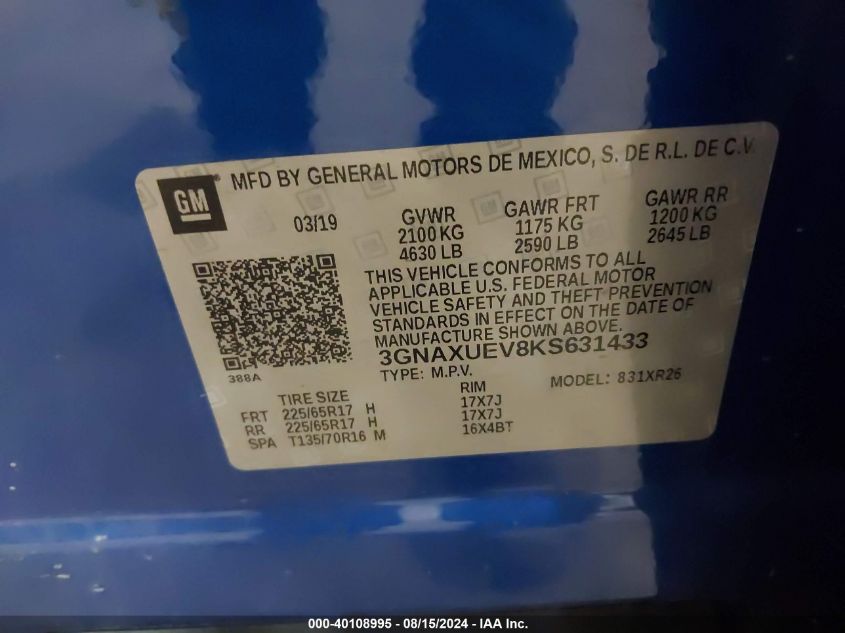 GM ® MFD BY GENERAL MOTORS DE MEXICO, S. DE R.L. DE C.V.
03/19
GVWR GAWR FRT GAWR RR
2100 KG 1175 KG 1200 KG
4630 LB 2590 LB 2645 LB
THIS VEHICLE CONFORMS TO ALL
APPLICABLE U.S. FEDERAL MOTOR
VEHICLE SAFETY AND THEFT PREVENTION
STANDARDS IN EFFECT ON THE DATE OF
MANUFACTURE SHOWN ABOVE.
3GNAXUEV8KS631433
388A
TYPE: M.P.V. MODEL: 831XR26
TIRE SIZE RIM
FRT 225/65R17 H 17X7J
RR 225/65R17 H 17X7J
SPA T135/70R16 M 16X4BT
000-40108995 - 08/15/2024 - IAA Inc.